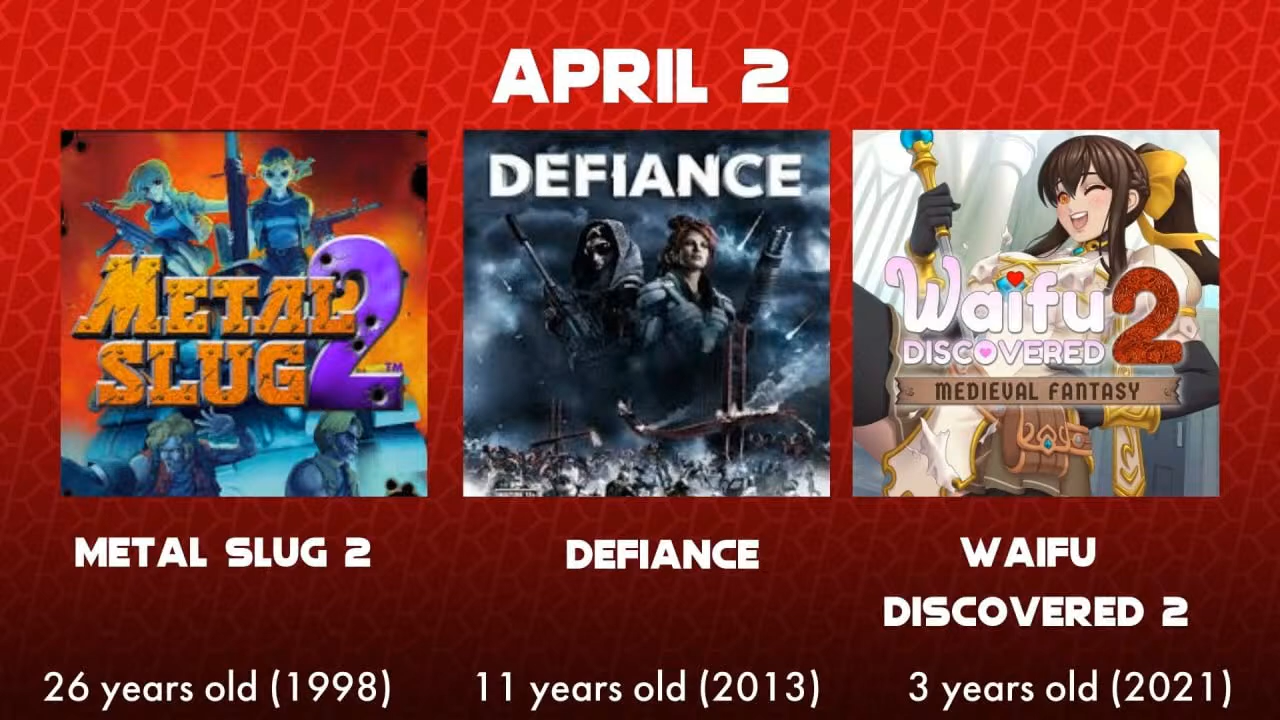 APRIL 2
METAL
SLUG 2
TM
DEFIANCE
Waifu
DISCOVERED 2
MEDIEVAL FANTASY
METAL SLUG 2
DEFIANCE
WAIFU
DISCOVERED 2
26 years old (1998)
11 years old (2013)
3 years old (2021)